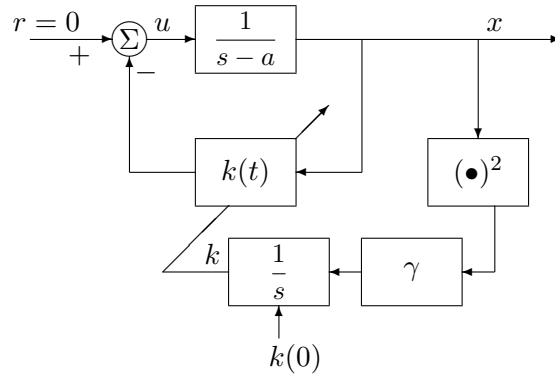 r = 0
+
Σ
−
u
1
s − a
x
k(t)
(•)²
k
1
s
γ
k(0)